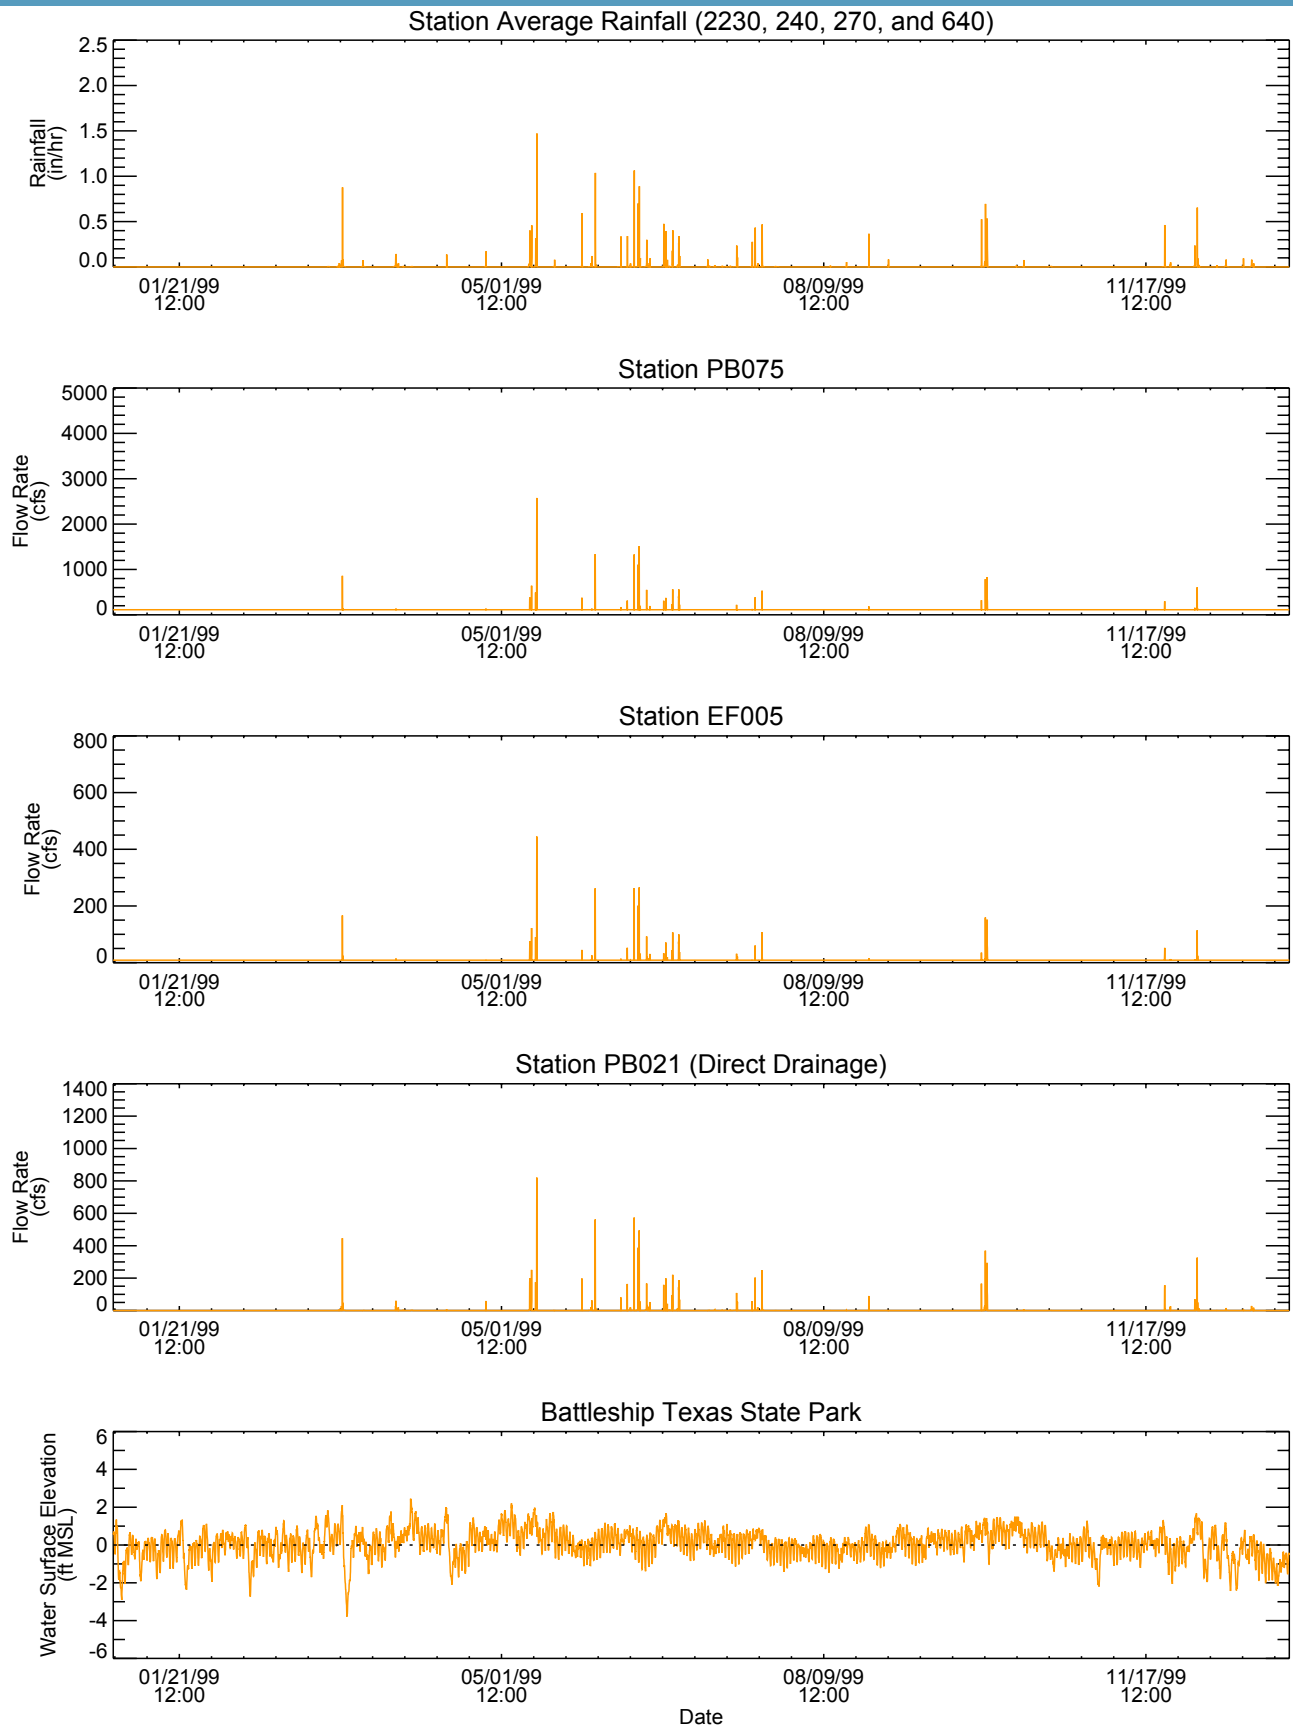 Station Average Rainfall (2230, 240, 270, and 640)
Rainfall
(in/hr)
2.5
2.0
1.5
1.0
0.5
0.0
01/21/99 05/01/99 08/09/99 11/17/99
12:00 12:00 12:00 12:00
Station PB075
Flow Rate
(cfs)
5000
4000
3000
2000
1000
0
01/21/99 05/01/99 08/09/99 11/17/99
12:00 12:00 12:00 12:00
Station EF005
Flow Rate
(cfs)
800
600
400
200
0
01/21/99 05/01/99 08/09/99 11/17/99
12:00 12:00 12:00 12:00
Station PB021 (Direct Drainage)
Flow Rate
(cfs)
1400
1200
1000
800
600
400
200
0
01/21/99 05/01/99 08/09/99 11/17/99
12:00 12:00 12:00 12:00
Battleship Texas State Park
Water Surface Elevation
(ft MSL)
6
4
2
0
-2
-4
-6
01/21/99 05/01/99 08/09/99 11/17/99
12:00 12:00 12:00 12:00
Date